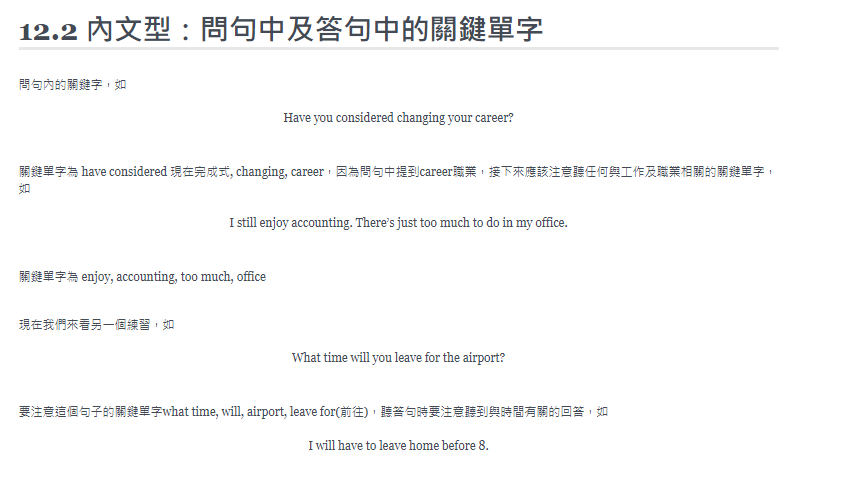 12.2 內文型：問句中及答句中的關鍵單字
問句內的關鍵字，如
Have you considered changing your career?
關鍵單字為 have considered 現在完成式, changing, career，因為問句中提到career職業，接下來應該注意聽任何與工作及職業相關的關鍵單字，
如
I still enjoy accounting. There’s just too much to do in my office.
關鍵單字為 enjoy, accounting, too much, office
現在我們來看另一個練習，如
What time will you leave for the airport?
要注意這個句子的關鍵單字what time, will, airport, leave for(前往)，聽答句時要注意聽到與時間有關的回答，如
I will have to leave home before 8.